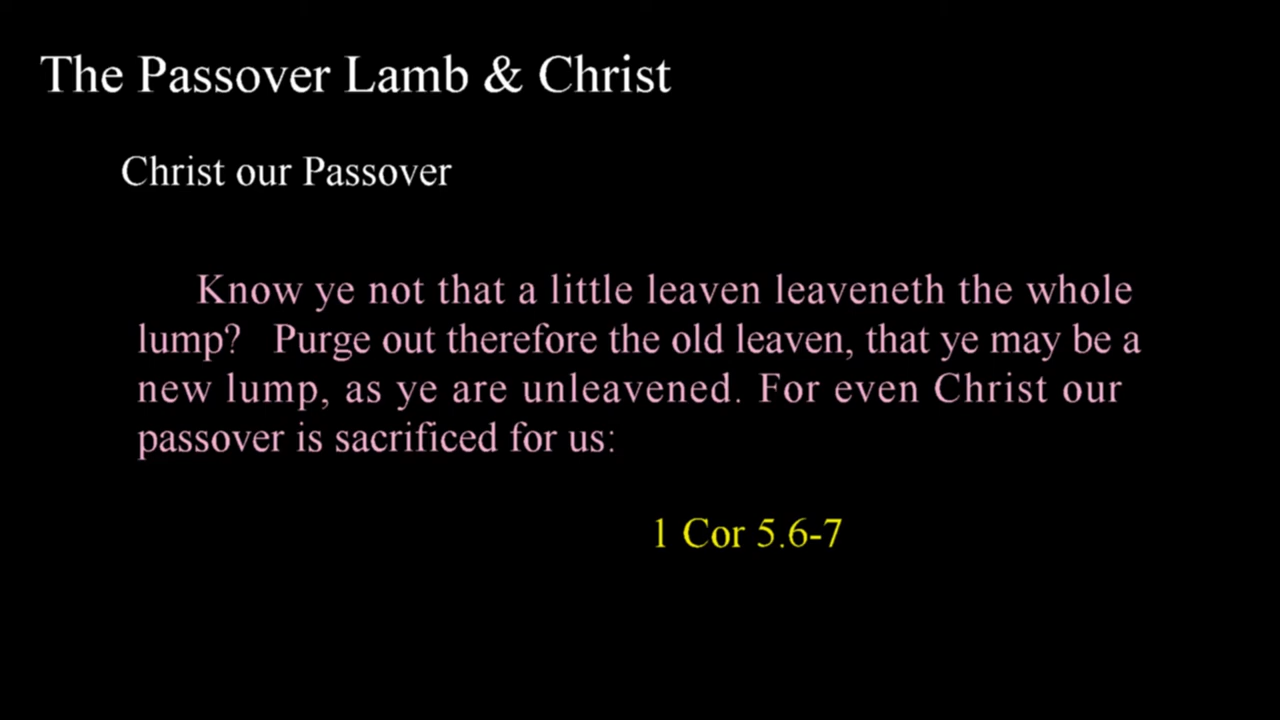 The Passover Lamb & Christ
Christ our Passover
Know ye not that a little leaven leaveneth the whole
lump? Purge out therefore the old leaven, that ye may be a
new lump, as ye are unleavened. For even Christ our
passover is sacrificed for us:
1 Cor 5.6-7